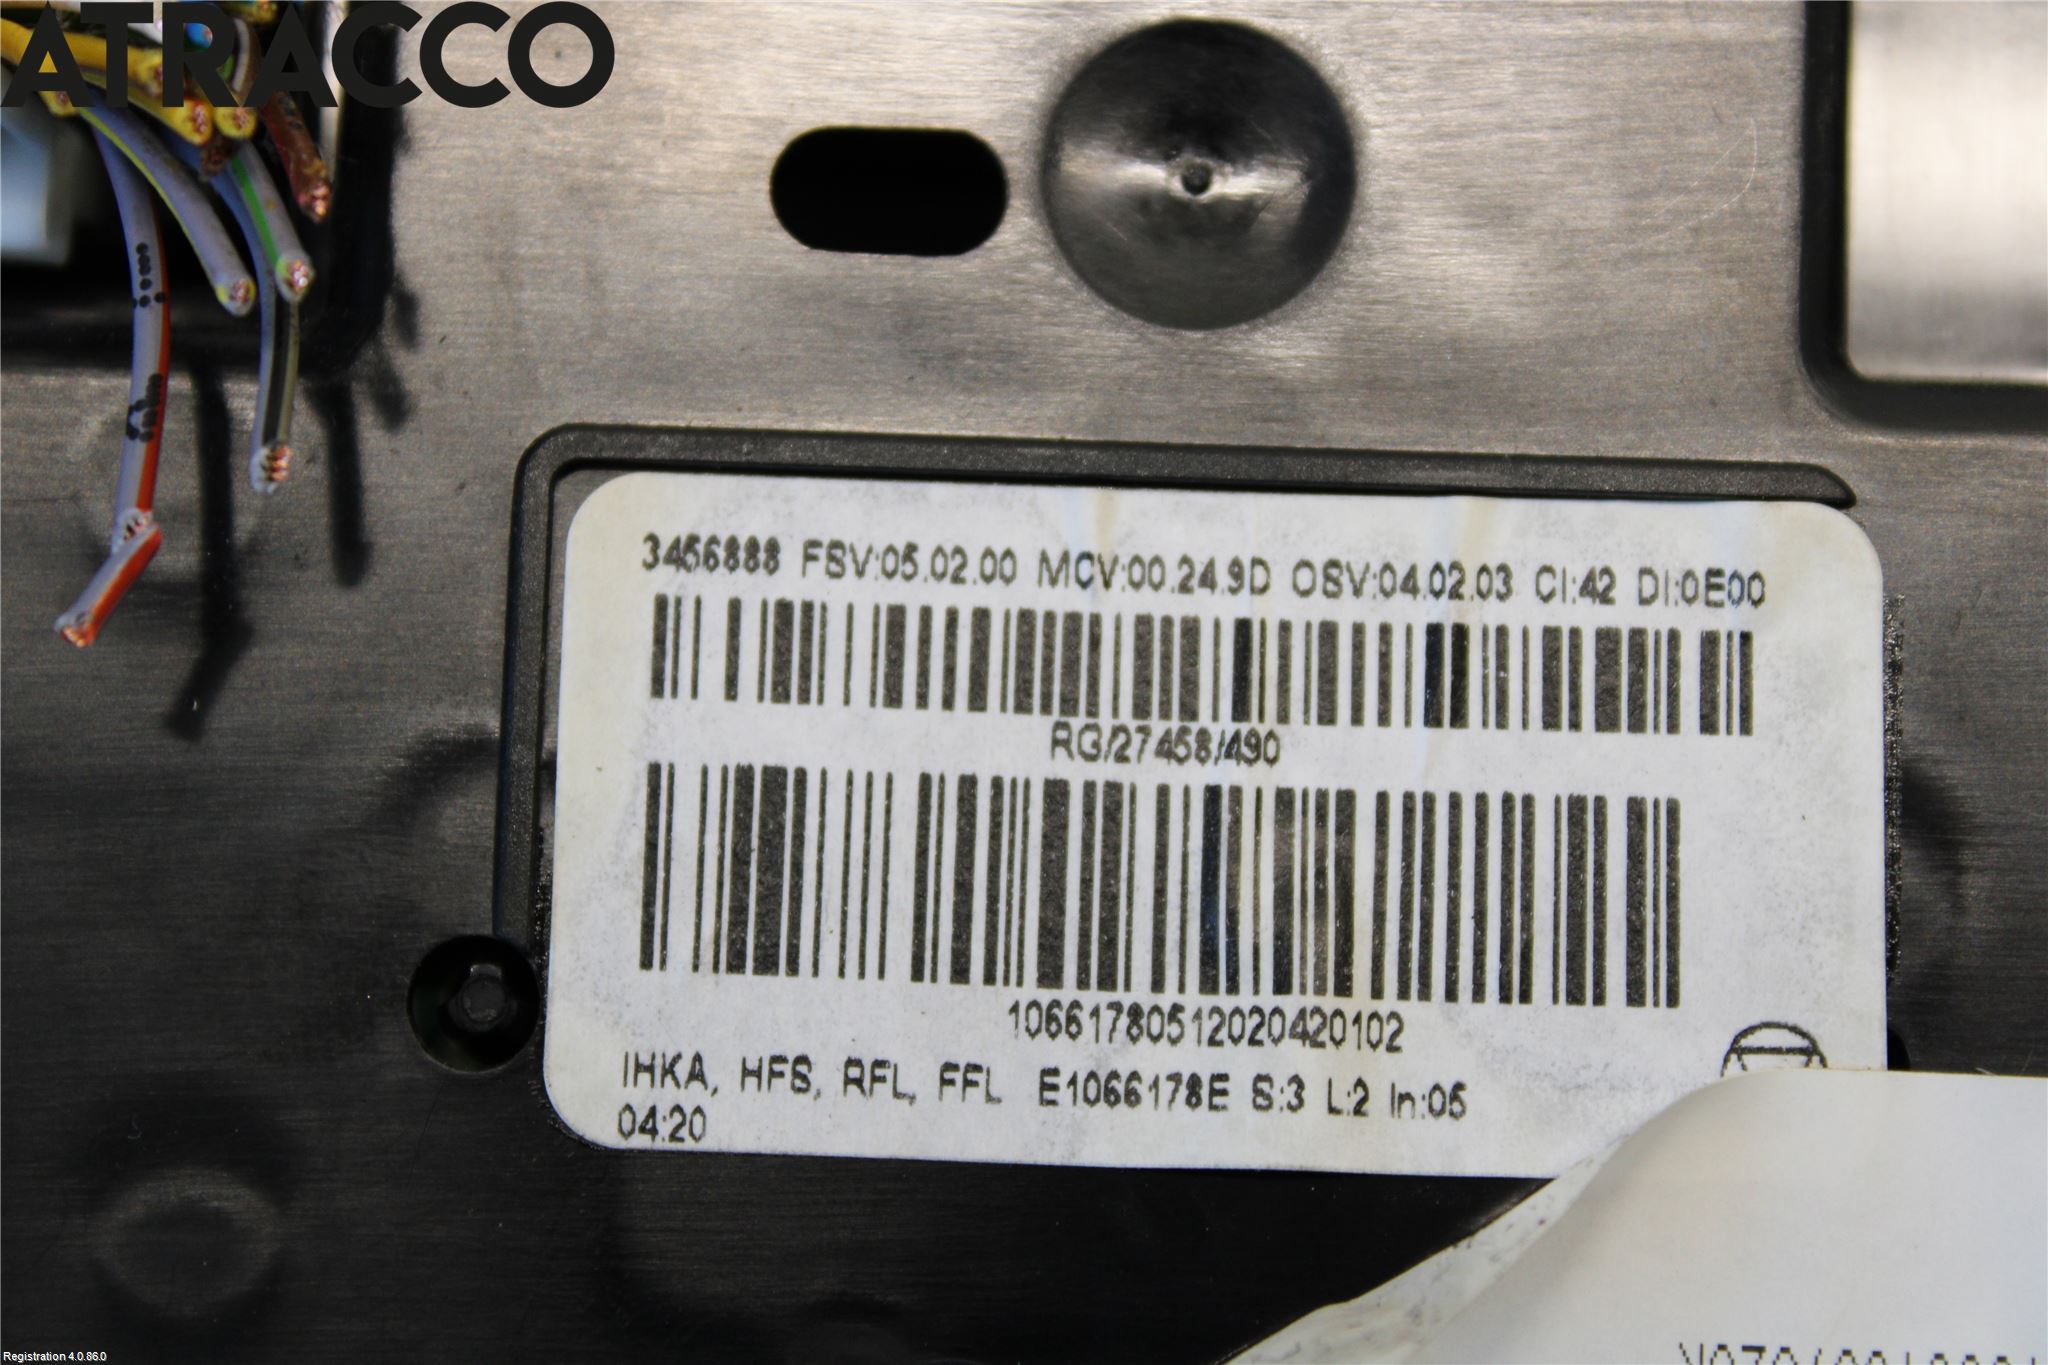 ATRACCO
3456888 FSV:05.02.00 MCV:00.24.9D OSV:04.02.03 CI:42 DI:0E00
RG/27458/490
10661780512020420102
IHKA, HFS, RFL, FFL E1066178E S:3 L:2 In:05
04:20
Registration 4.0.86.0